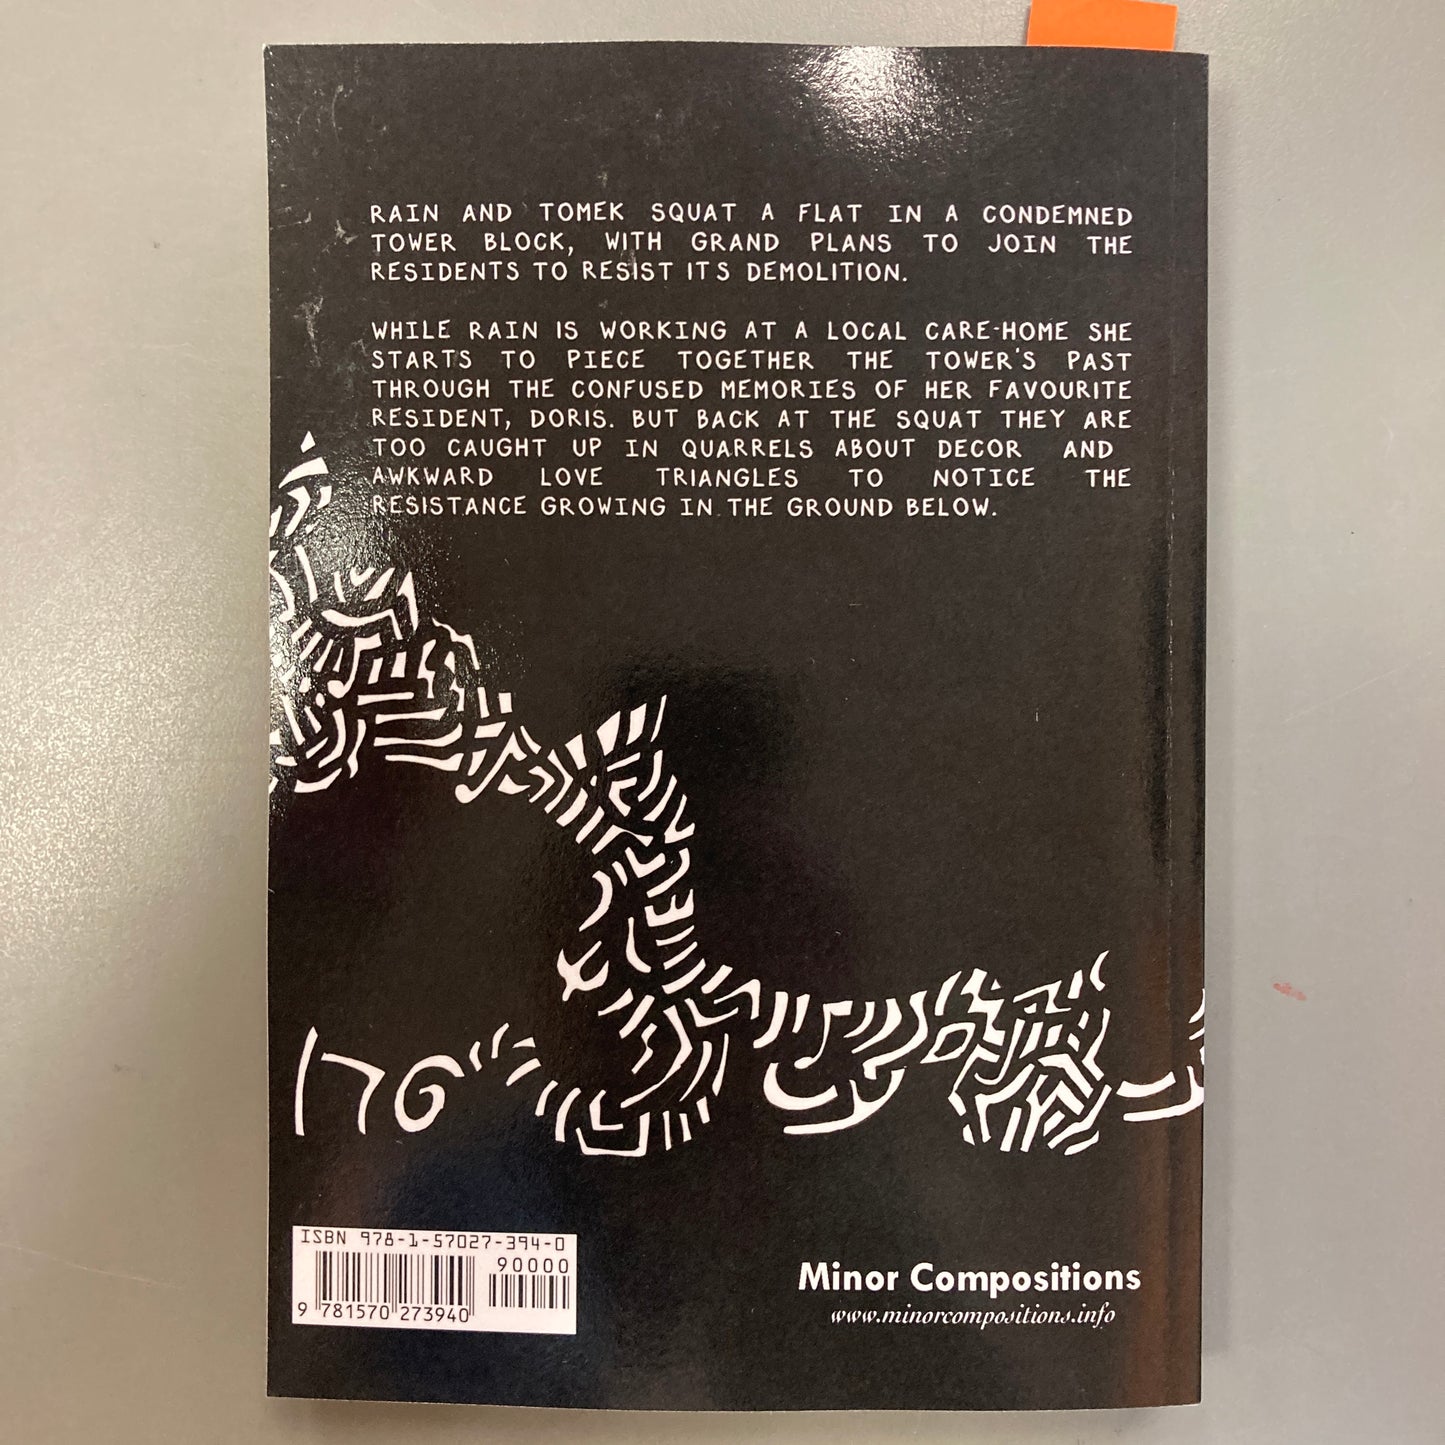 RAIN AND TOMEK SQUAT A FLAT IN A CONDEMNED
TOWER BLOCK, WITH GRAND PLANS TO JOIN THE
RESIDENTS TO RESIST ITS DEMOLITION.
WHILE RAIN IS WORKING AT A LOCAL CARE-HOME SHE
STARTS TO PIECE TOGETHER THE TOWER'S PAST
THROUGH THE CONFUSED MEMORIES OF HER FAVOURITE
RESIDENT, DORIS. BUT BACK AT THE SQUAT THEY ARE
TOO CAUGHT UP IN QUARRELS ABOUT DECOR AND
AWKWARD LOVE TRIANGLES TO NOTICE THE
RESISTANCE GROWING IN THE GROUND BELOW.
ISBN 978-1-57027-394-0
90000
9 781570 273940
Minor Compositions
www.minorcompositions.info